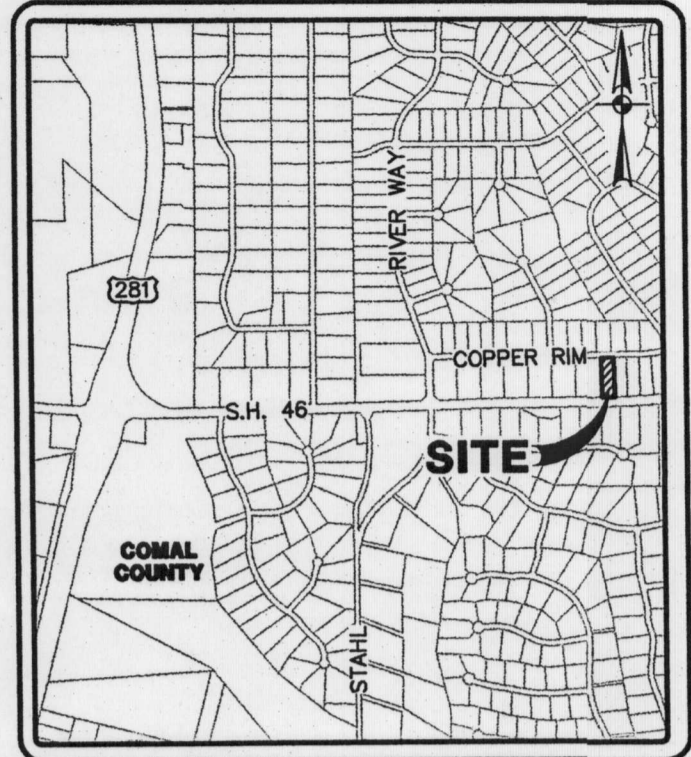 RIVER WAY
281
COPPER RIM
S.H. 46
SITE
COMAL
COUNTY
STAHL